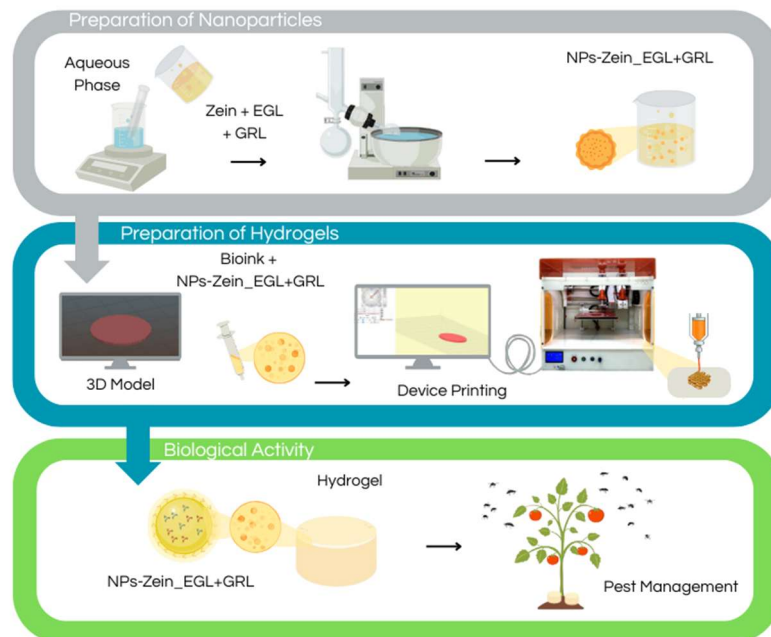 Preparation of Nanoparticles
Aqueous
Phase
Zein + EGL
+ GRL
NPs-Zein_EGL+GRL
Preparation of Hydrogels
Bioink +
NPs-Zein_EGL+GRL
3D Model
Device Printing
Biological Activity
Hydrogel
NPs-Zein_EGL+GRL
Pest Management